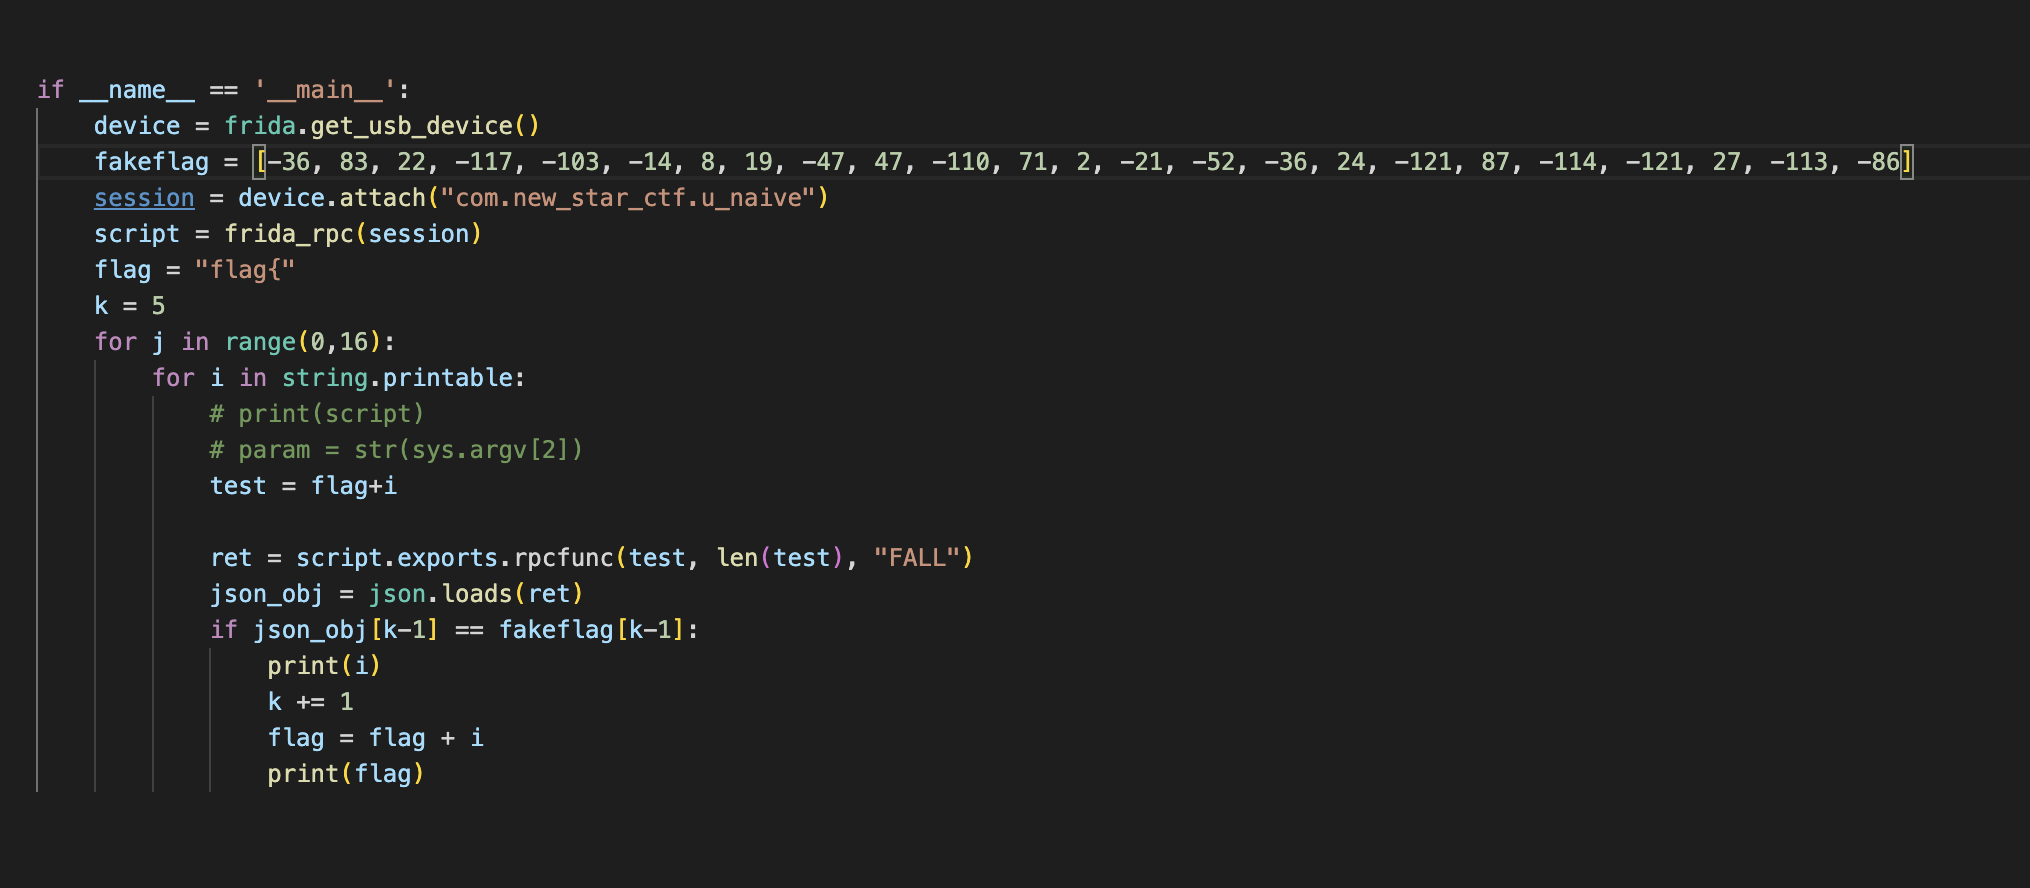 if __name__ == '__main__':
    device = frida.get_usb_device()
    fakeflag = [-36, 83, 22, -117, -103, -14, 8, 19, -47, 47, -110, 71, 2, -21, -52, -36, 24, -121, 87, -114, -121, 27, -113, -86]
    session = device.attach("com.new_star_ctf.u_naive")
    script = frida_rpc(session)
    flag = "flag{"
    k = 5
    for j in range(0,16):
        for i in string.printable:
            # print(script)
            # param = str(sys.argv[2])
            test = flag+i

            ret = script.exports.rpcfunc(test, len(test), "FALL")
            json_obj = json.loads(ret)
            if json_obj[k-1] == fakeflag[k-1]:
                print(i)
                k += 1
                flag = flag + i
                print(flag)